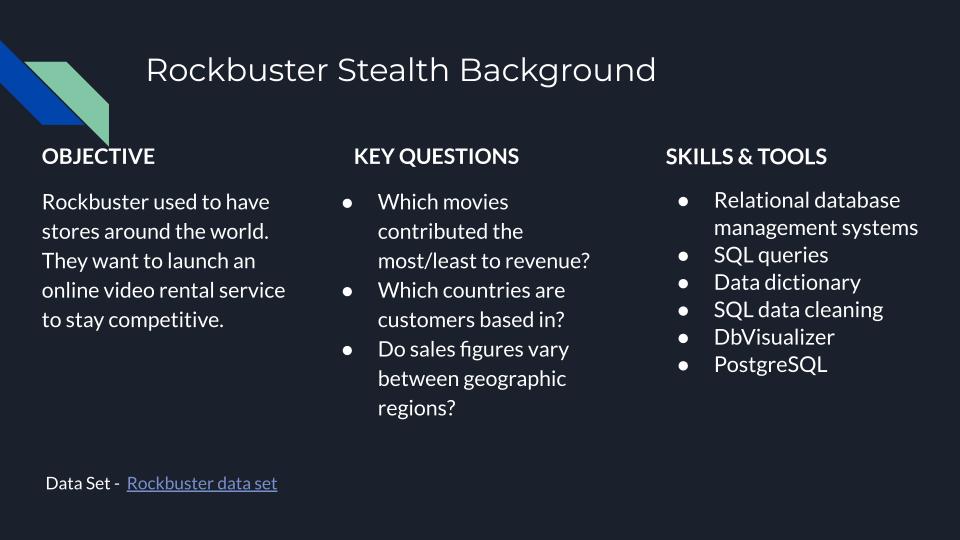 Rockbuster Stealth Background
OBJECTIVE
Rockbuster used to have
stores around the world.
They want to launch an
online video rental service
to stay competitive.
KEY QUESTIONS
● Which movies
contributed the
most/least to revenue?
● Which countries are
customers based in?
● Do sales figures vary
between geographic
regions?
SKILLS & TOOLS
● Relational database
management systems
● SQL queries
● Data dictionary
● SQL data cleaning
● DbVisualizer
● PostgreSQL
Data Set - Rockbuster data set